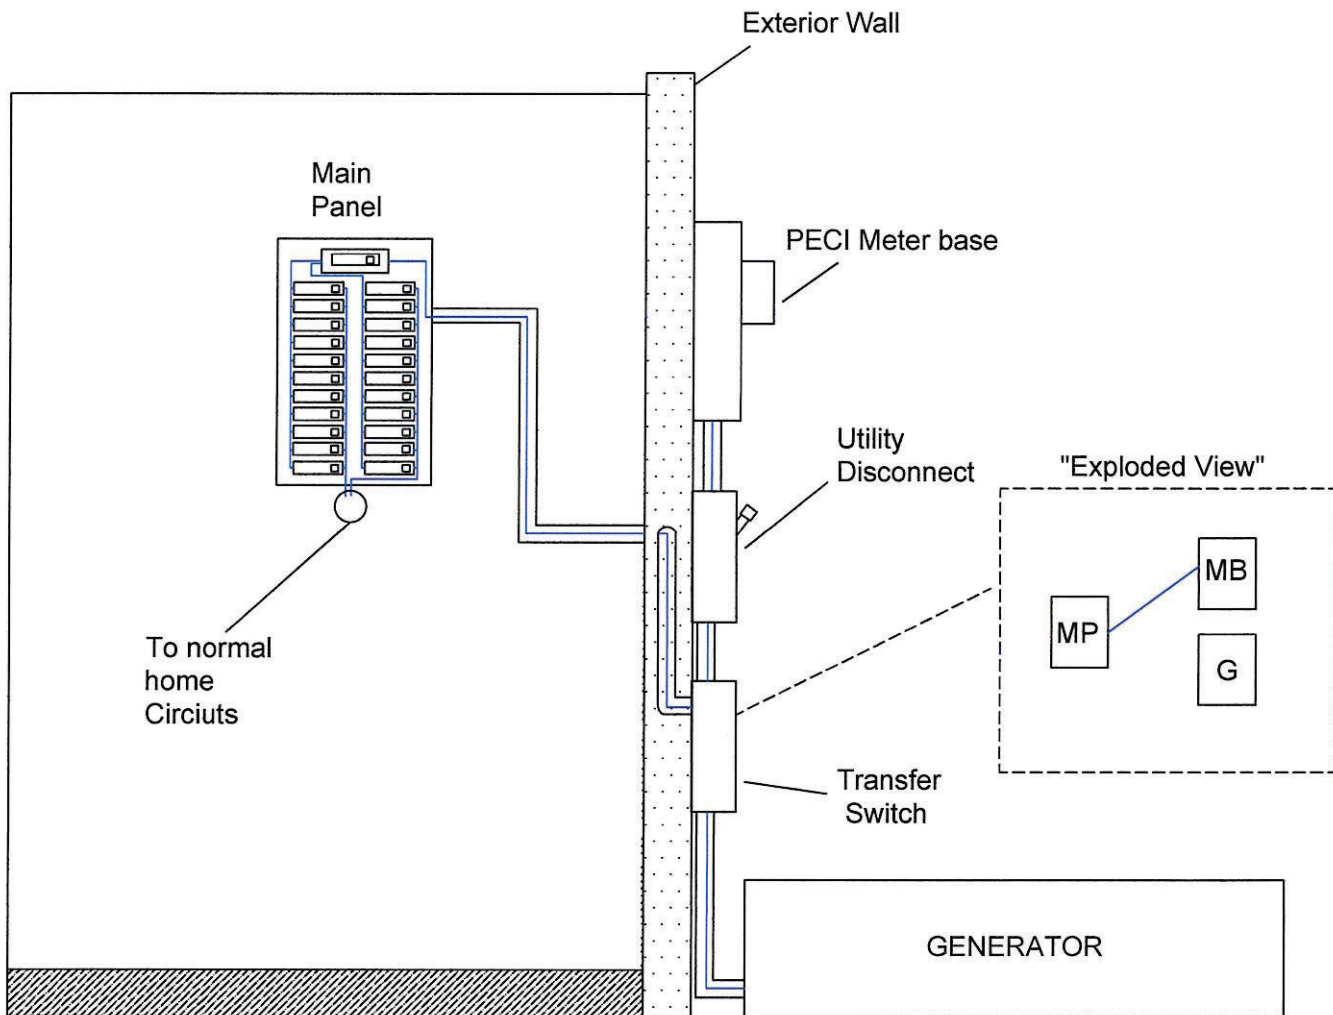 Exterior Wall
Main
Panel
PECI Meter base
Utility
Disconnect
"Exploded View"
MB
MP
G
To normal
home
Circiuts
Transfer
Switch
GENERATOR